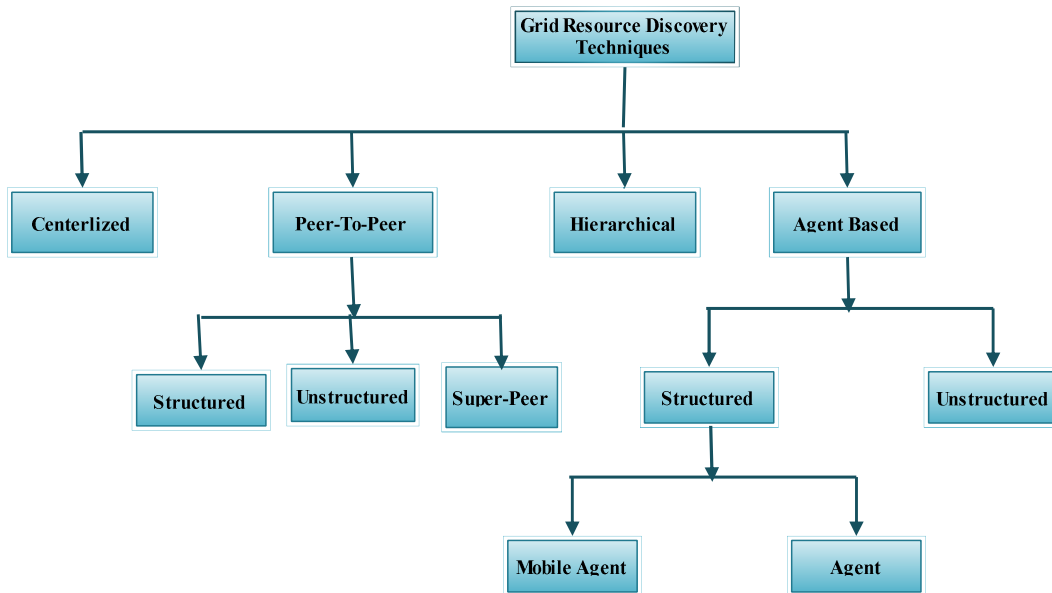 Grid Resource Discovery
Techniques
Centerlized
Peer-To-Peer
Hierarchical
Agent Based
Structured
Unstructured
Super-Peer
Structured
Unstructured
Mobile Agent
Agent